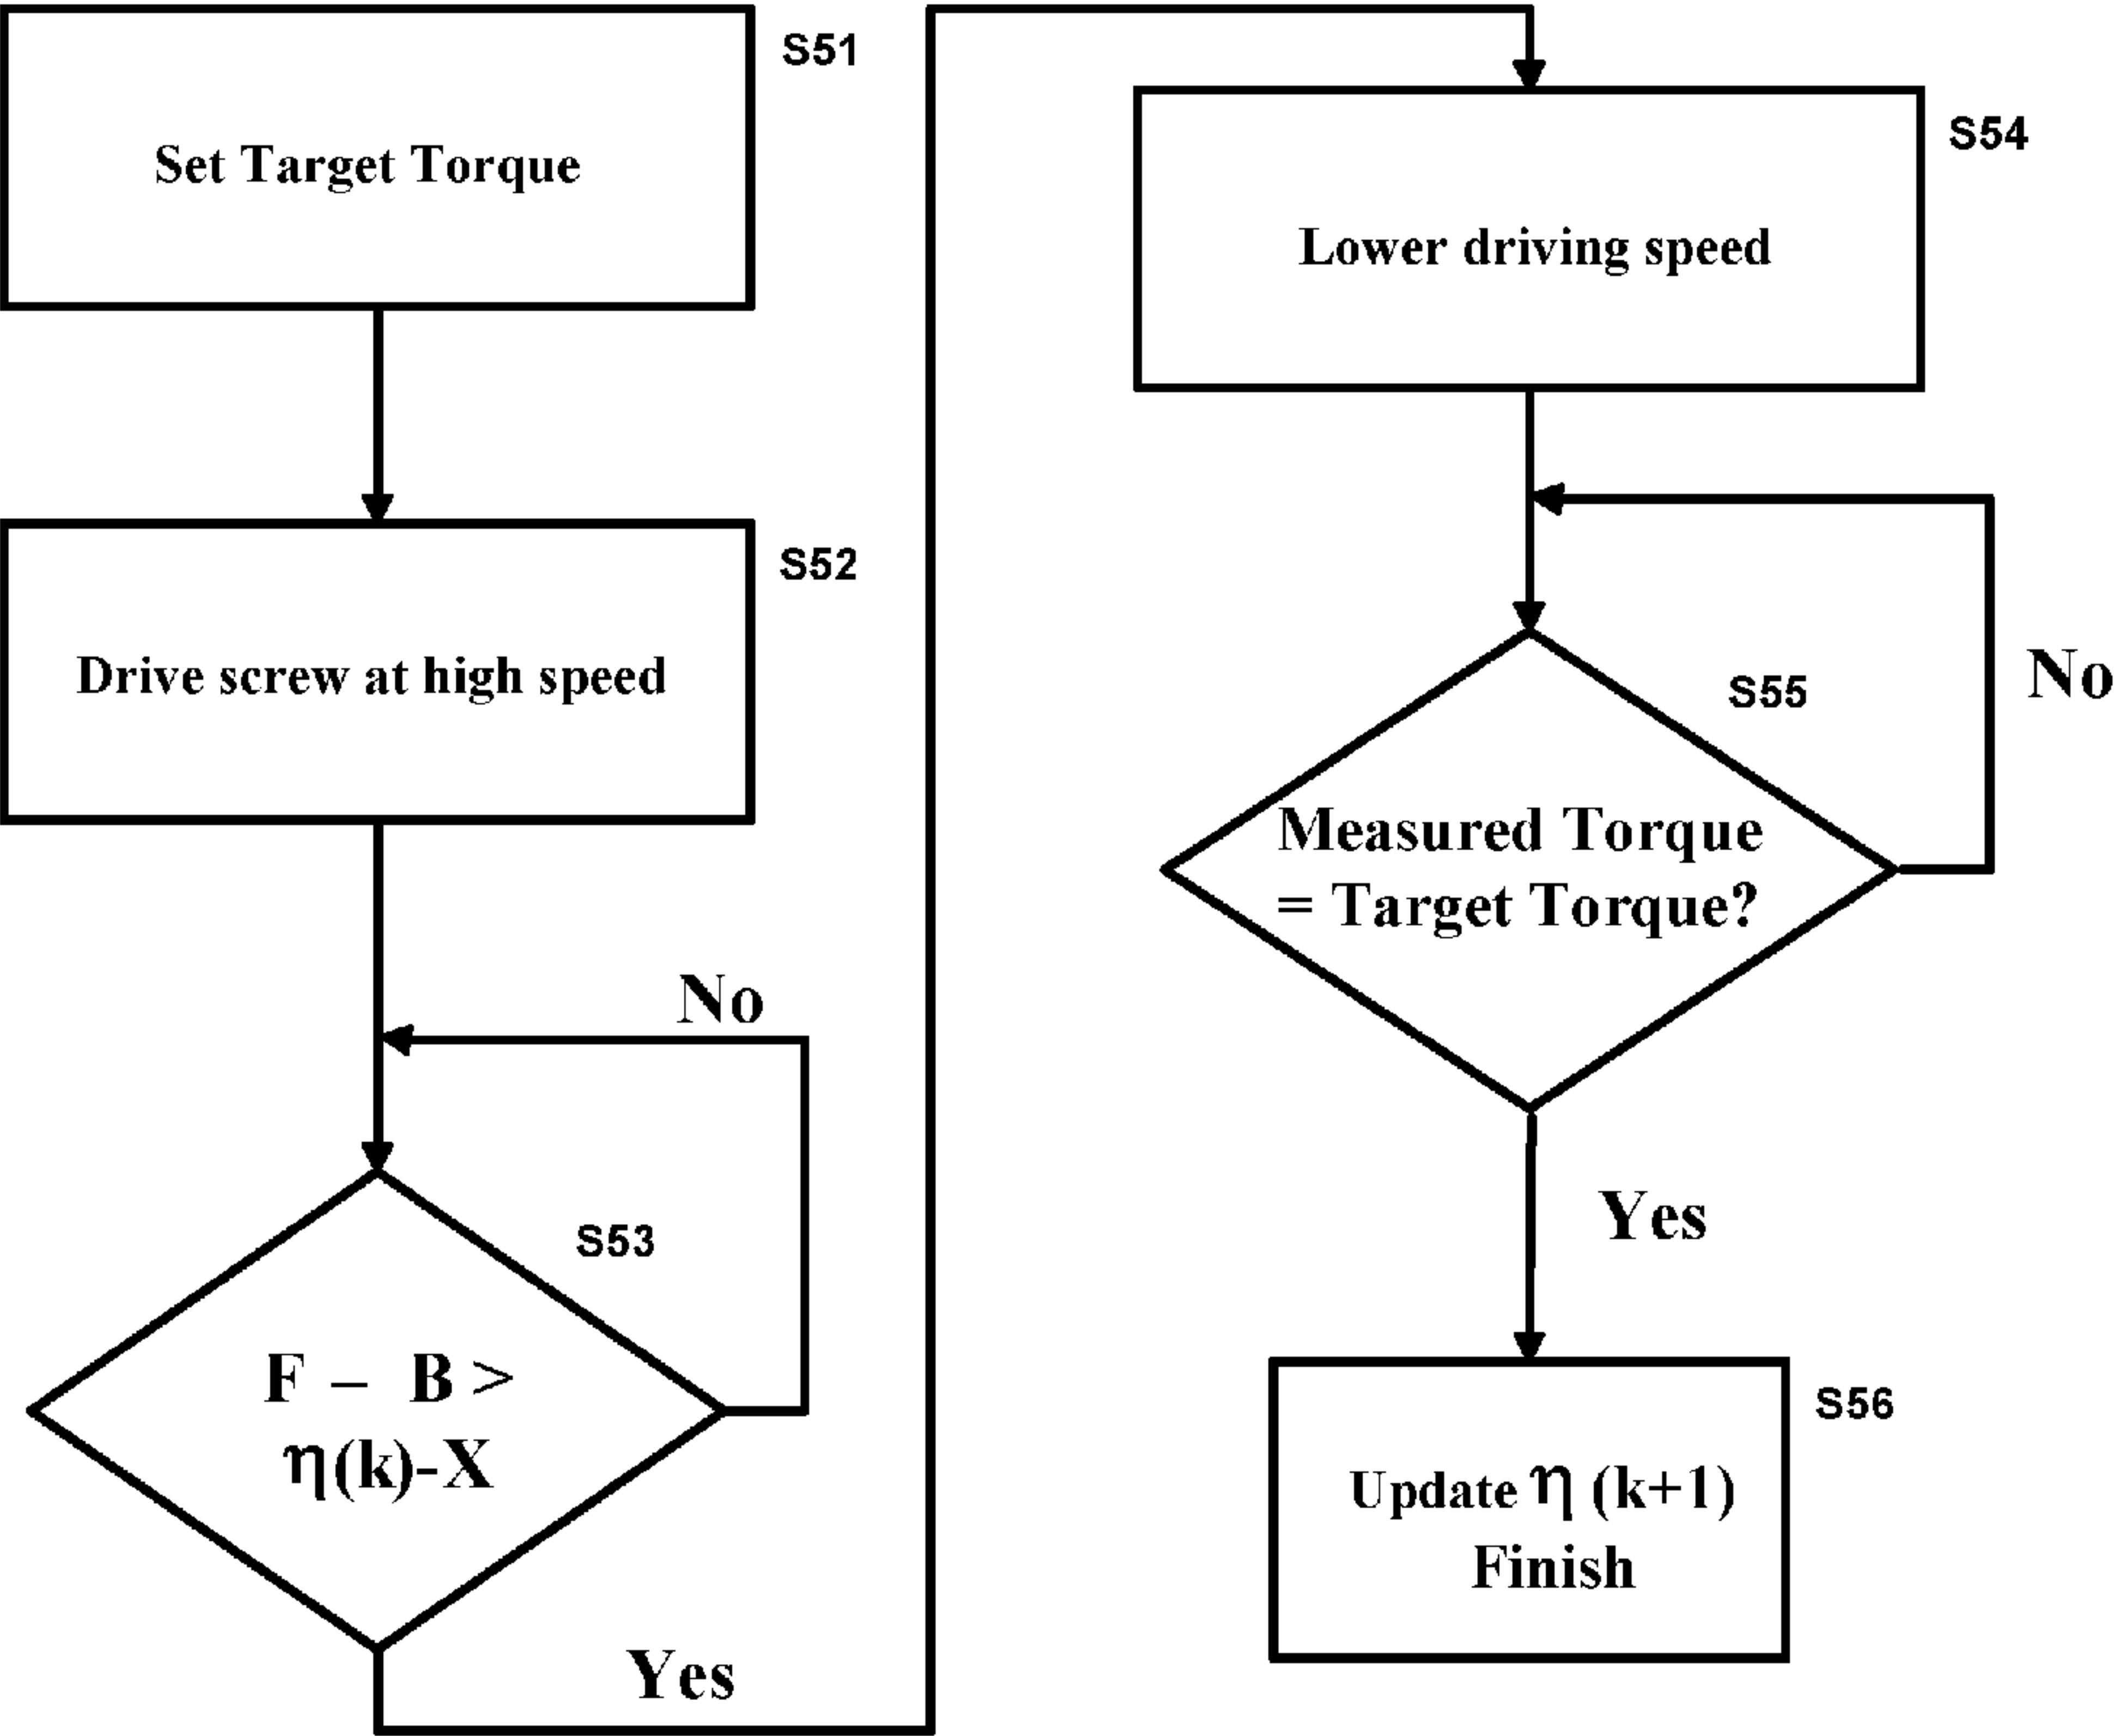 S51
Set Target Torque
S52
Drive screw at high speed
No
S53
F – B >
η(k)-X
Yes
S54
Lower driving speed
No
S55
Measured Torque
= Target Torque?
Yes
S56
Update η (k+1)
Finish